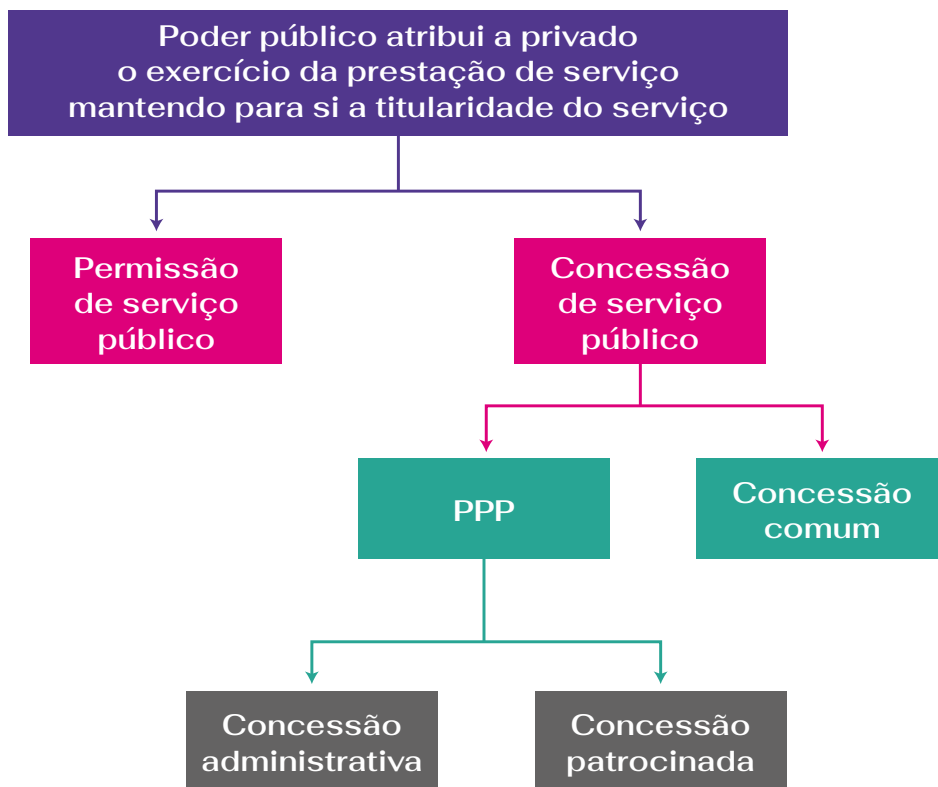 Poder público atribui a privado
o exercício da prestação de serviço
mantendo para si a titularidade do serviço
Permissão
de serviço
público
Concessão
de serviço
público
PPP
Concessão
comum
Concessão
administrativa
Concessão
patrocinada